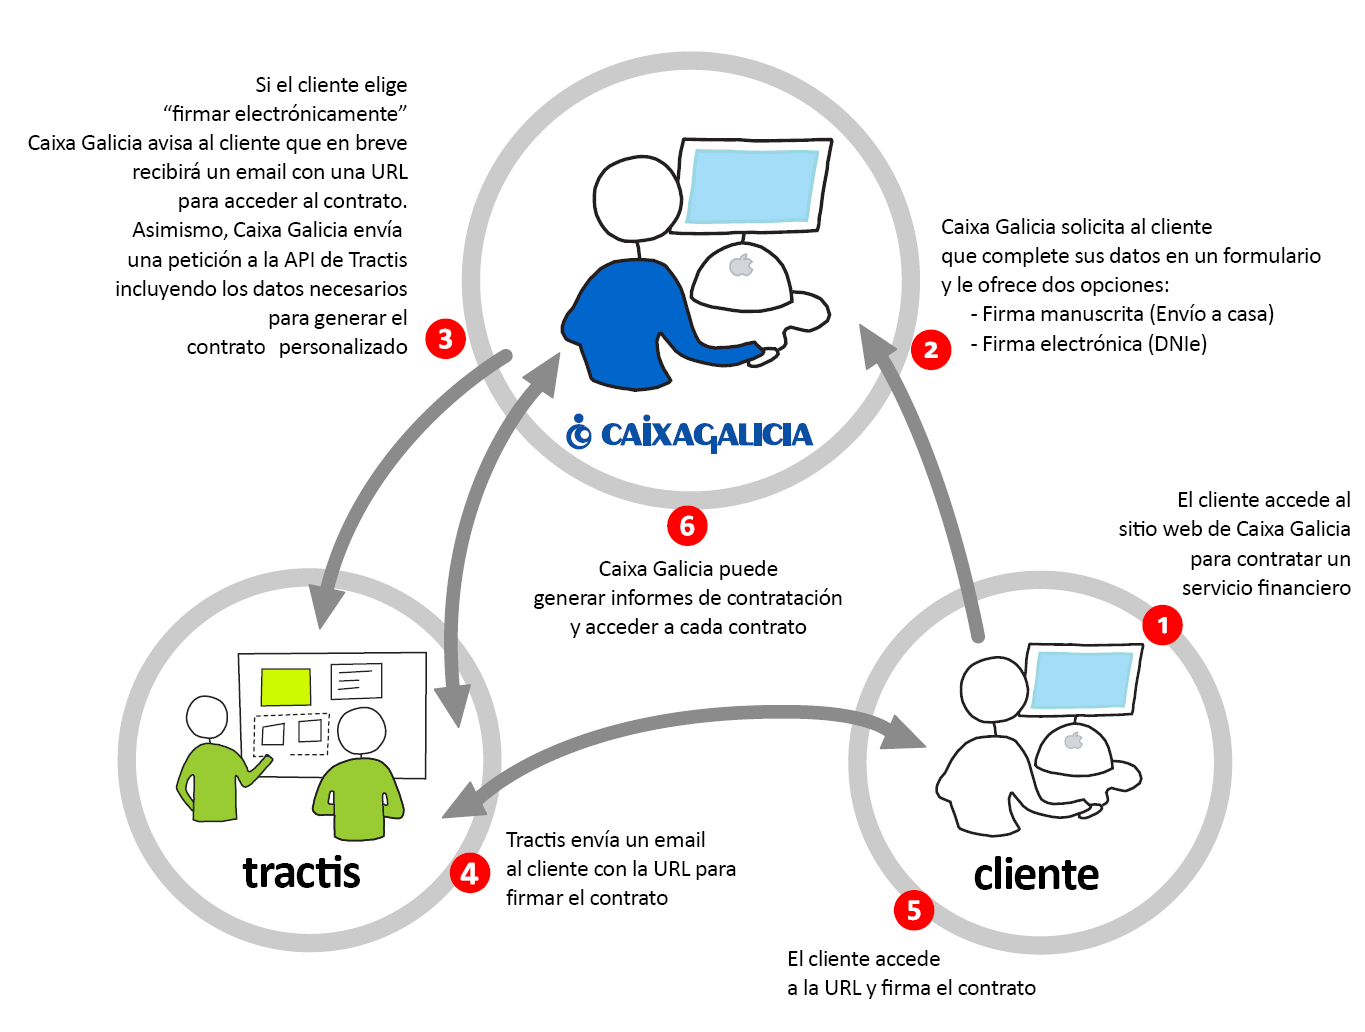 Si el cliente elige
“firmar electrónicamente”
Caixa Galicia avisa al cliente que en breve
recibirá un email con una URL
para acceder al contrato.
Asimismo, Caixa Galicia envía
una petición a la API de Tractis
incluyendo los datos necesarios
para generar el
contrato personalizado
3
Caixa Galicia solicita al cliente
que complete sus datos en un formulario
y le ofrece dos opciones:
- Firma manuscrita (Envío a casa)
- Firma electrónica (DNIe)
2
CAIXAGALICIA
6
Caixa Galicia puede
generar informes de contratación
y acceder a cada contrato
El cliente accede al
sitio web de Caixa Galicia
para contratar un
servicio financiero
1
tractis
4
Tractis envía un email
al cliente con la URL para
firmar el contrato
cliente
5
El cliente accede
a la URL y firma el contrato